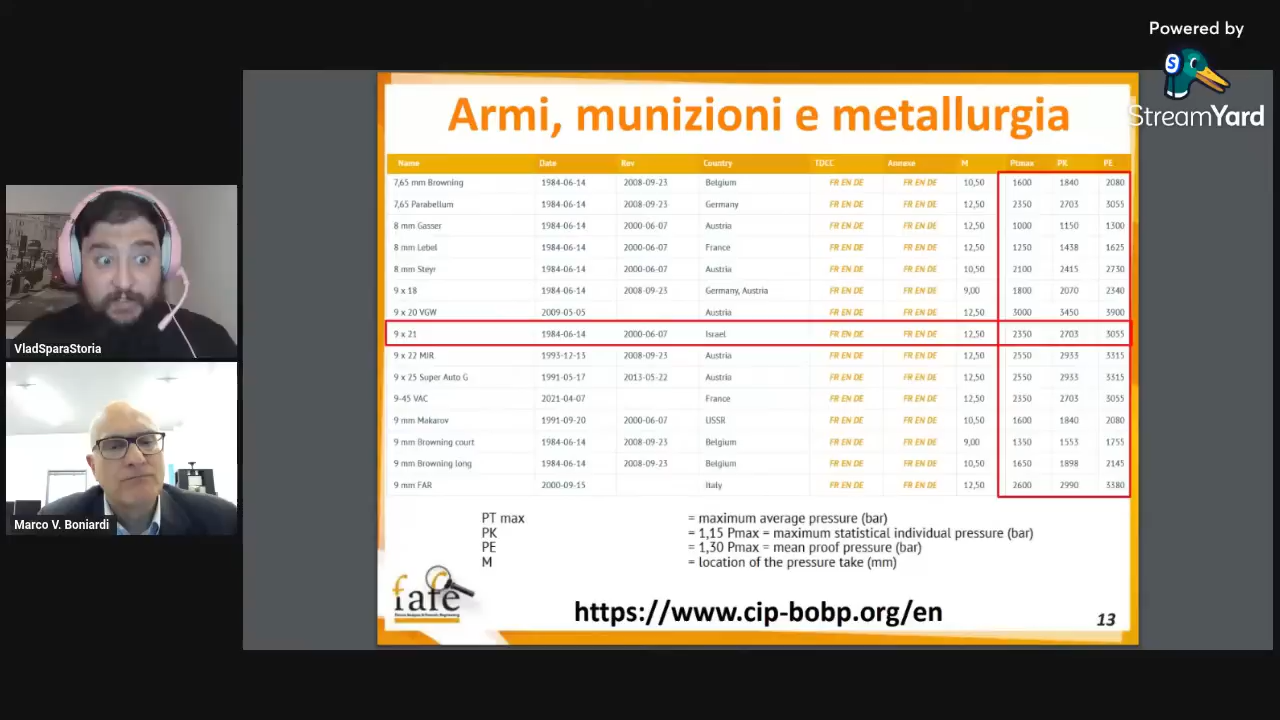 Powered by
S
StreamYard
Armi, munizioni e metallurgia
Name Date Rev Country TDCC Annexe M Ptmax PK PE
7,65 mm Browning 1984-06-14 2008-09-23 Belgium FR EN DE FR EN DE 10,50 1600 1840 2080
7,65 Parabellum 1984-06-14 2008-09-23 Germany FR EN DE FR EN DE 12,50 2350 2703 3055
8 mm Gasser 1984-06-14 2000-06-07 Austria FR EN DE FR EN DE 12,50 1000 1150 1300
8 mm Lebel 1984-06-14 2000-06-07 France FR EN DE FR EN DE 12,50 1250 1438 1625
8 mm Steyr 1984-06-14 2000-06-07 Austria FR EN DE FR EN DE 10,50 2100 2415 2730
9 x 18 1984-06-14 2008-09-23 Germany, Austria FR EN DE FR EN DE 9,00 1800 2070 2340
9 x 20 VGW 2009-05-05 Austria FR EN DE FR EN DE 12,50 3000 3450 3900
9 x 21 1984-06-14 2000-06-07 Israel FR EN DE FR EN DE 12,50 2350 2703 3055
9 x 22 MJR 1993-12-13 2008-09-23 Austria FR EN DE FR EN DE 12,50 2550 2933 3315
9 x 25 Super Auto G 1991-05-17 2013-05-22 Austria FR EN DE FR EN DE 12,50 2550 2933 3315
9-45 VAC 2021-04-07 France FR EN DE FR EN DE 12,50 2350 2703 3055
9 mm Makarov 1991-09-20 2000-06-07 USSR FR EN DE FR EN DE 10,50 1600 1840 2080
9 mm Browning court 1984-06-14 2008-09-23 Belgium FR EN DE FR EN DE 9,00 1350 1553 1755
9 mm Browning long 1984-06-14 2008-09-23 Belgium FR EN DE FR EN DE 10,50 1650 1898 2145
9 mm FAR 2000-09-15 Italy FR EN DE FR EN DE 12,50 2600 2990 3380
PT max = maximum average pressure (bar)
PK = 1,15 Pmax = maximum statistical individual pressure (bar)
PE = 1,30 Pmax = mean proof pressure (bar)
M = location of the pressure take (mm)
fafe
https://www.cip-bobp.org/en
13
VladSparaStoria
Marco V. Boniardi